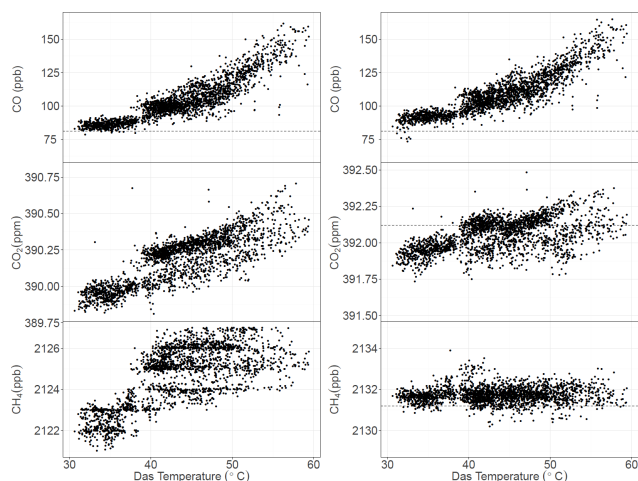 150
125
100
75
CO (ppb)
390.75
390.50
390.25
390.00
389.75
CO2(ppm)
2126
2124
2122
CH4(ppb)
30 40 50 60
Das Temperature (° C)
150
125
100
75
CO (ppb)
392.50
392.25
392.00
391.75
391.50
CO2(ppm)
2134
2132
2130
CH4(ppb)
30 40 50 60
Das Temperature (° C)